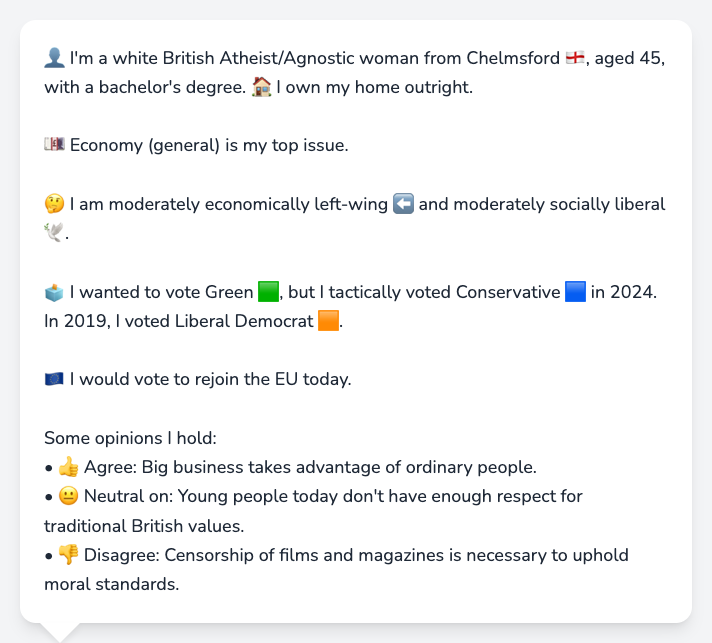 👤 I'm a white British Atheist/Agnostic woman from Chelmsford 🏴󠁧󠁢󠁥󠁮󠁧󠁿, aged 45,
with a bachelor's degree. 🏠 I own my home outright.
💷 Economy (general) is my top issue.
🤔 I am moderately economically left-wing ⬅️ and moderately socially liberal
🕊️.
🗳️ I wanted to vote Green 🟩, but I tactically voted Conservative 🟦 in 2024.
In 2019, I voted Liberal Democrat 🟧.
🇪🇺 I would vote to rejoin the EU today.
Some opinions I hold:
• 👍 Agree: Big business takes advantage of ordinary people.
• 😐 Neutral on: Young people today don't have enough respect for
traditional British values.
• 👎 Disagree: Censorship of films and magazines is necessary to uphold
moral standards.